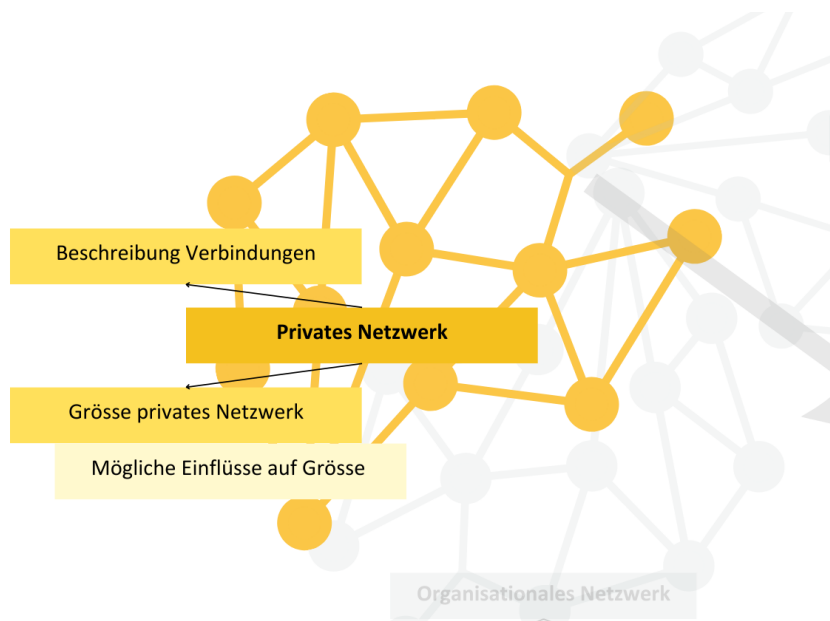 Beschreibung Verbindungen
Privates Netzwerk
Grösse privates Netzwerk
Mögliche Einflüsse auf Grösse
Organisationales Netzwerk